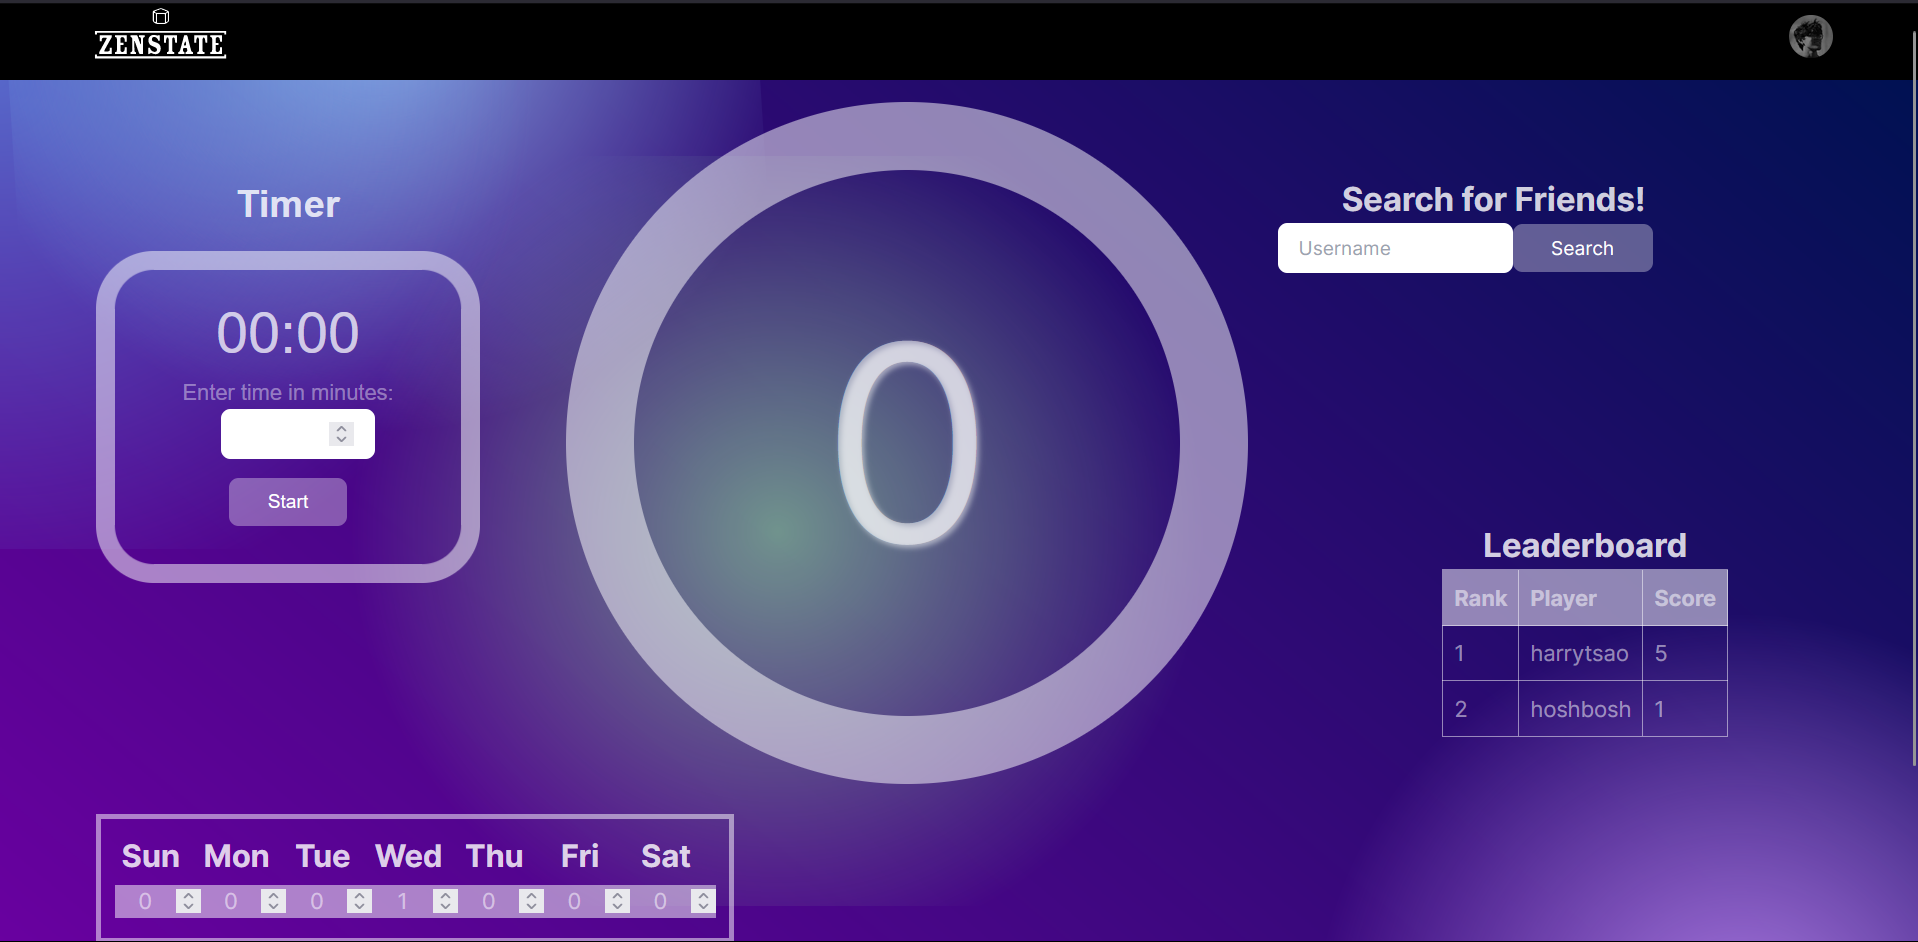 ZENSTATE
Timer
00:00
Enter time in minutes:
Start
0
Search for Friends!
Username
Search
Leaderboard
Rank Player Score
1 harrytsao 5
2 hoshbosh 1
Sun Mon Tue Wed Thu Fri Sat
0 0 0 1 0 0 0